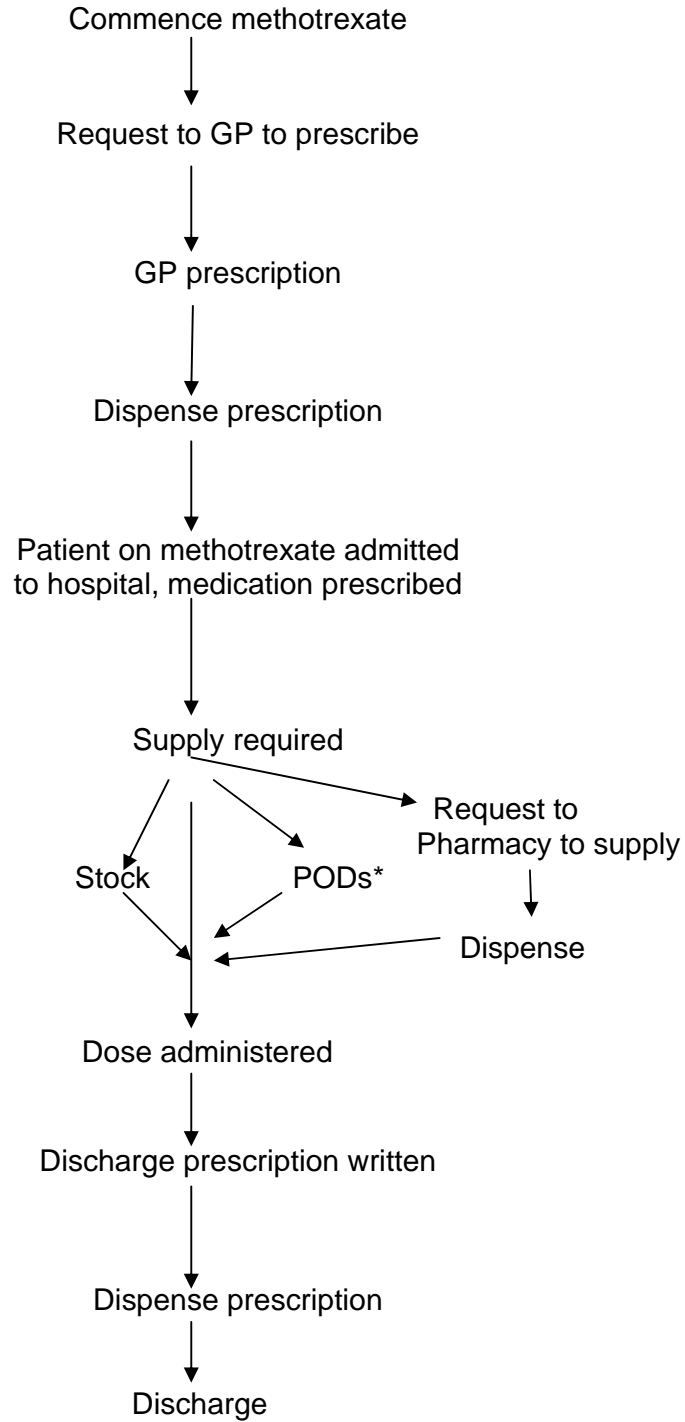 Commence methotrexate
Request to GP to prescribe
GP prescription
Dispense prescription
Patient on methotrexate admitted
to hospital, medication prescribed
Supply required
Request to
Pharmacy to supply
Stock
PODs*
Dispense
Dose administered
Discharge prescription written
Dispense prescription
Discharge